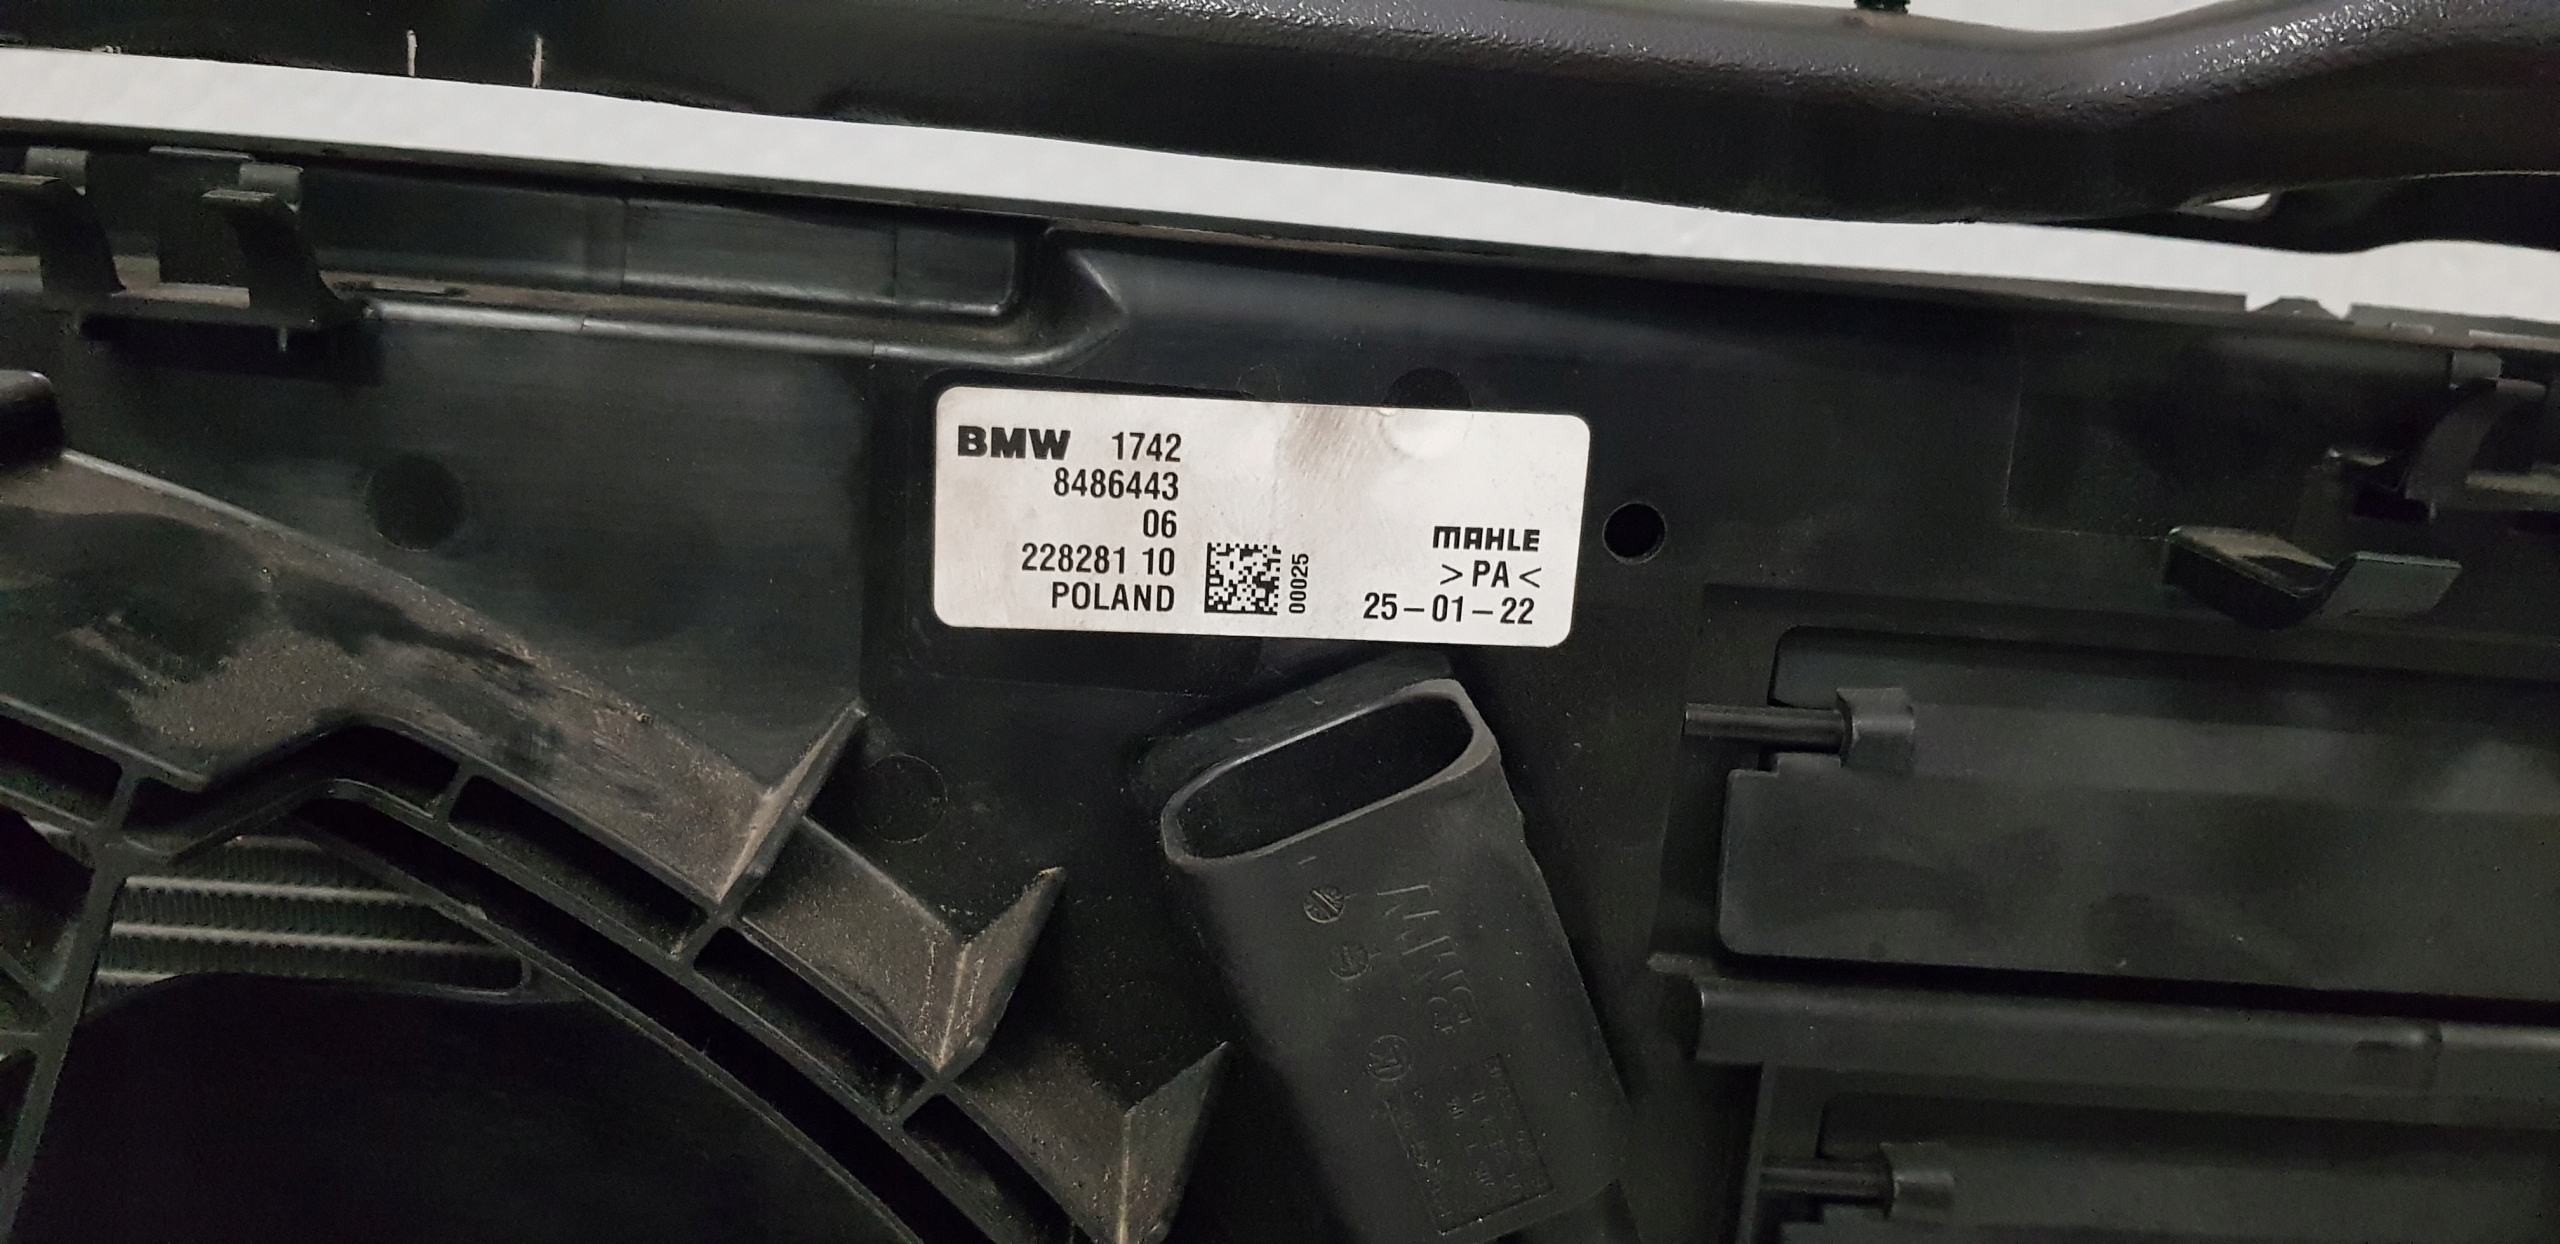 BMW 1742
8486443
06
228281 10
POLAND
00025
MAHLE
>PA<
25-01-22